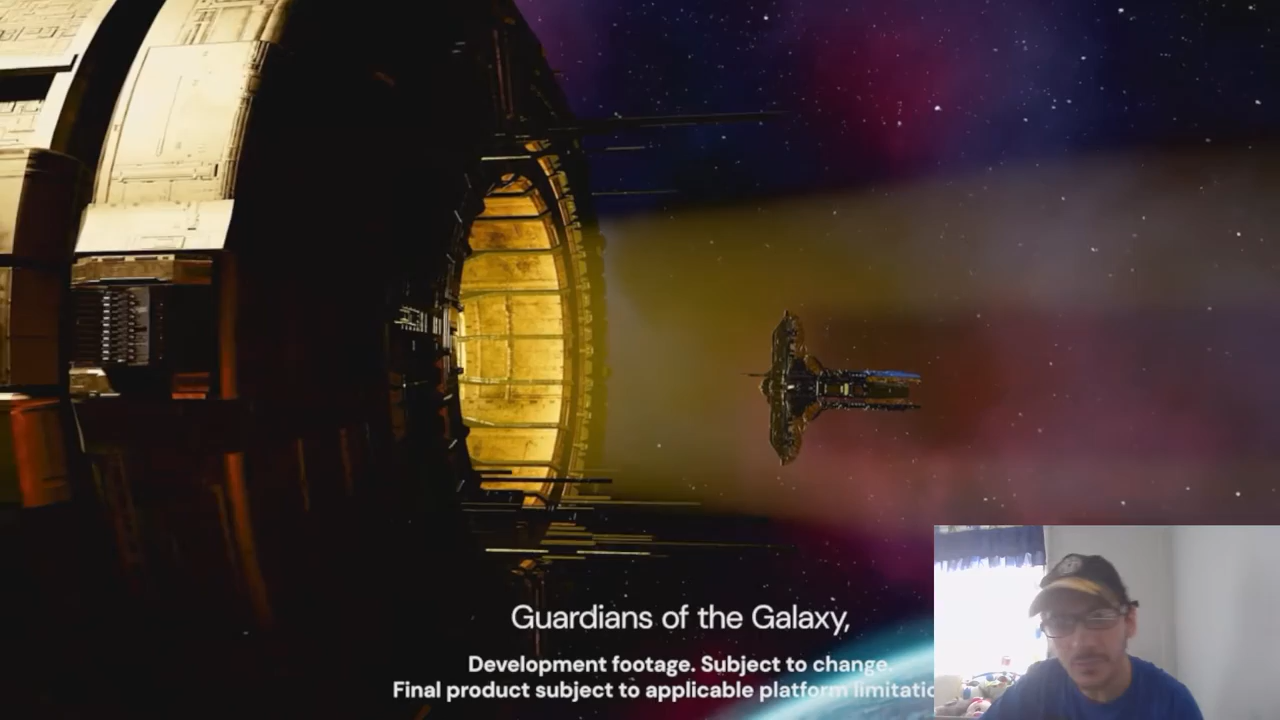 Guardians of the Galaxy,
Development footage. Subject to change.
Final product subject to applicable platform